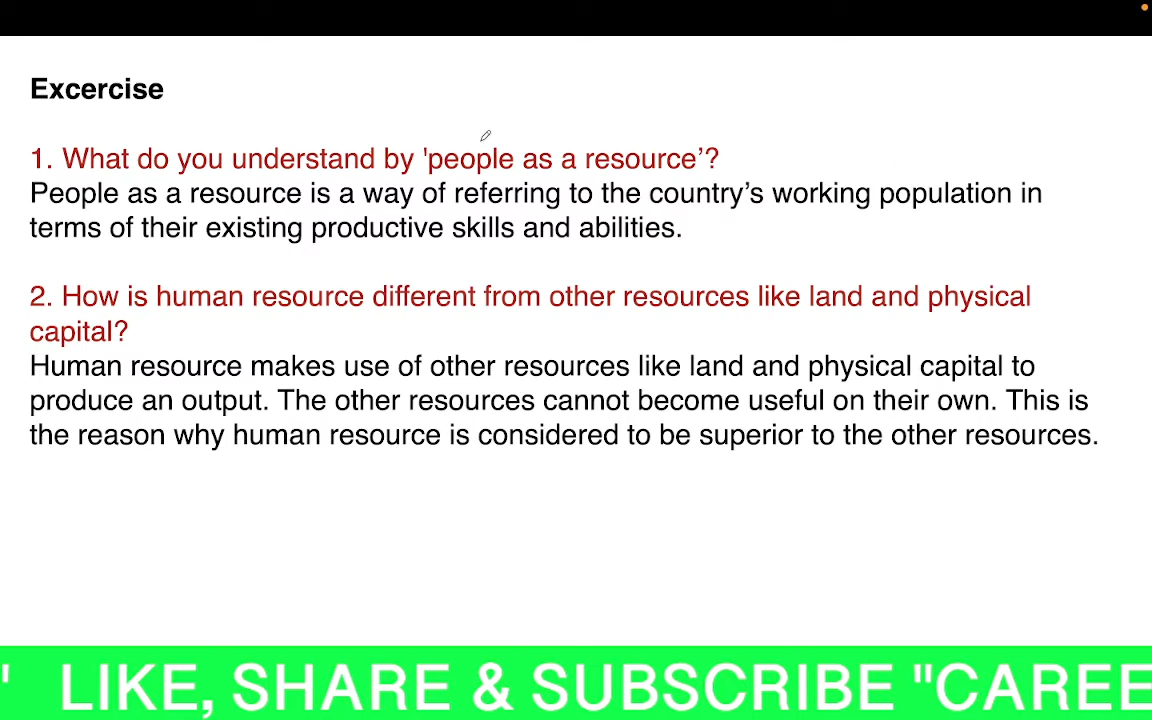 Excercise
1. What do you understand by 'people as a resource’?
People as a resource is a way of referring to the country’s working population in
terms of their existing productive skills and abilities.
2. How is human resource different from other resources like land and physical
capital?
Human resource makes use of other resources like land and physical capital to
produce an output. The other resources cannot become useful on their own. This is
the reason why human resource is considered to be superior to the other resources.
' LIKE, SHARE & SUBSCRIBE "CAREE